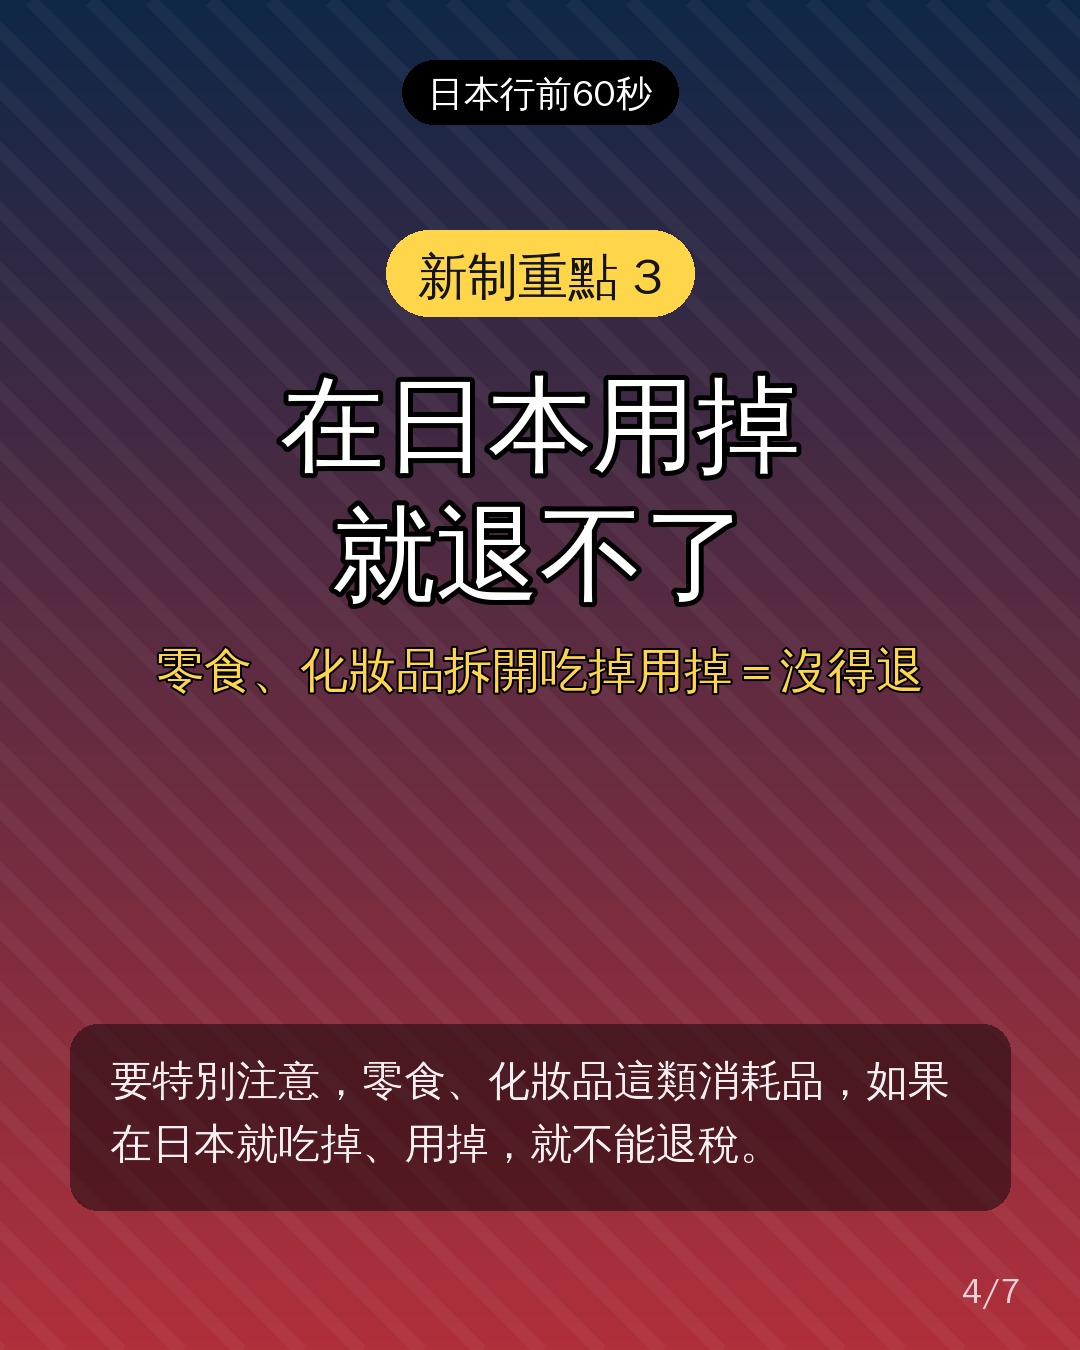 日本行前60秒
新制重點 3
在日本用掉
就退不了
零食、化妝品拆開吃掉用掉＝沒得退
要特別注意，零食、化妝品這類消耗品，如果
在日本就吃掉、用掉，就不能退稅。
4/7